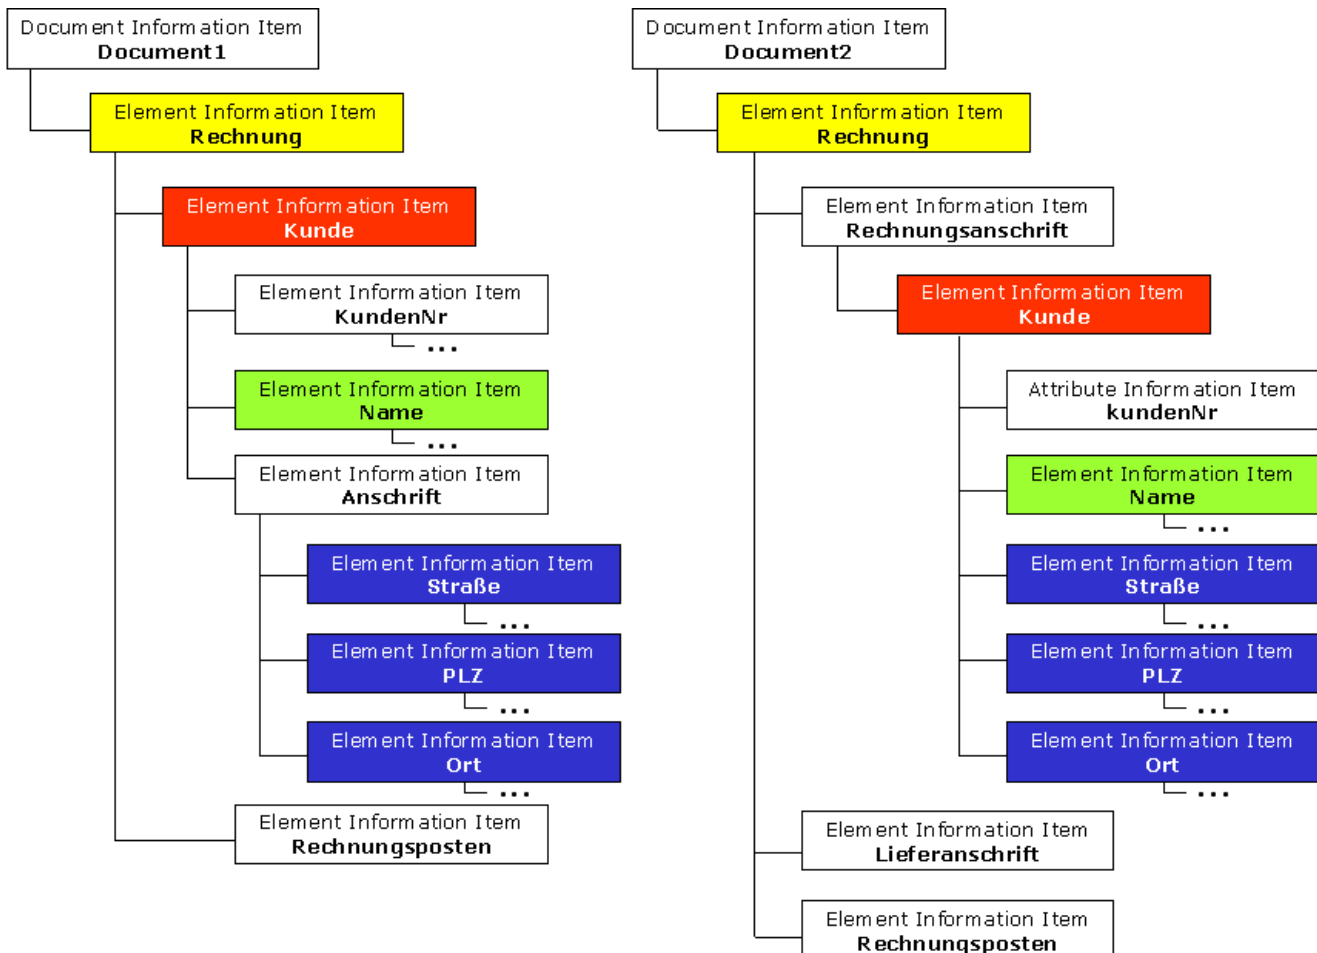 Document Information Item
Document1
Element Information Item
Rechnung
Element Information Item
Kunde
Element Information Item
KundenNr
...
Element Information Item
Name
...
Element Information Item
Anschrift
Element Information Item
Straße
...
Element Information Item
PLZ
...
Element Information Item
Ort
...
Element Information Item
Rechnungsposten
Document Information Item
Document2
Element Information Item
Rechnung
Element Information Item
Rechnungsanschrift
Element Information Item
Kunde
Attribute Information Item
kundenNr
Element Information Item
Name
...
Element Information Item
Straße
...
Element Information Item
PLZ
...
Element Information Item
Ort
...
Element Information Item
Lieferanschrift
Element Information Item
Rechnungsposten